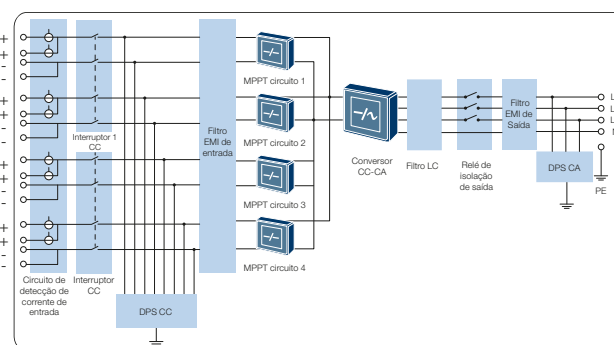 +
+
-
-
+
+
-
-
+
+
-
-
+
+
-
-
Interruptor 1
CC
Circuito de
detecção de
corrente de
entrada
Interruptor
CC
DPS CC
Filtro
EMI de
entrada
MPPT circuito 1
MPPT circuito 2
MPPT circuito 3
MPPT circuito 4
Conversor
CC-CA
Filtro LC
Relé de
isolação
de saída
Filtro
EMI de
Saída
DPS CA
L
L
L
PE